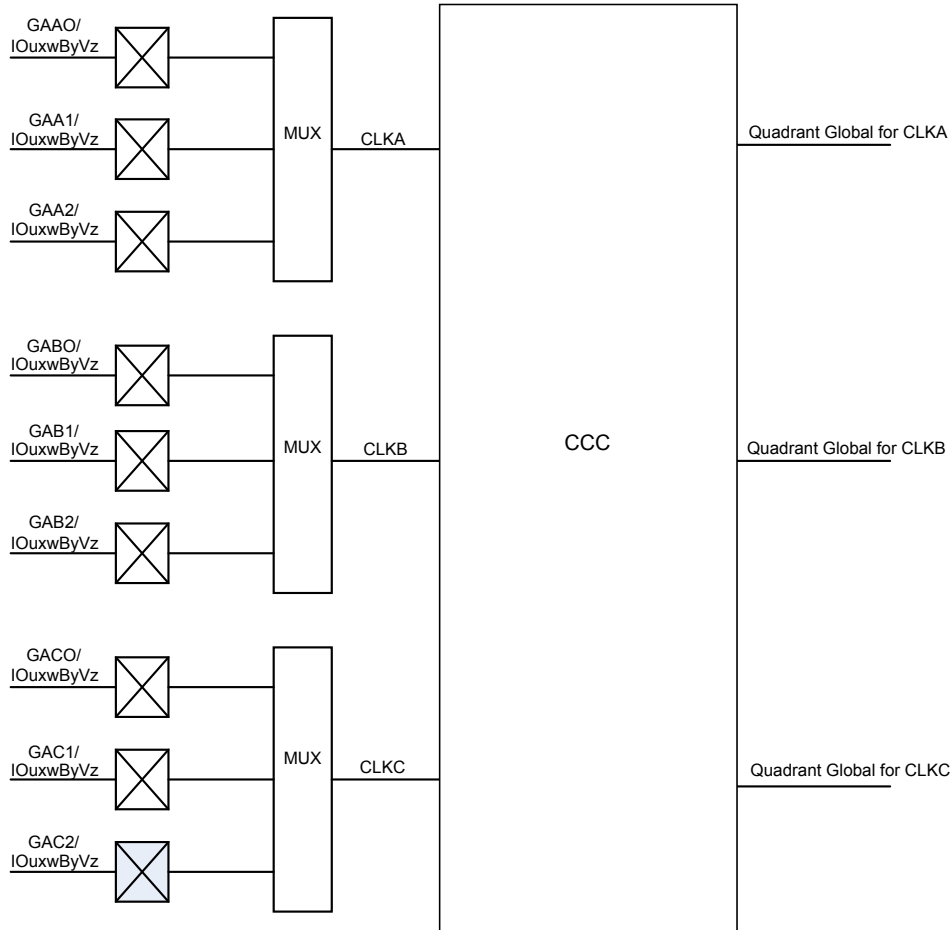 GAAO/
IOuxwByVz
GAA1/
IOuxwByVz
GAA2/
IOuxwByVz
MUX
CLKA
GABO/
IOuxwByVz
GAB1/
IOuxwByVz
GAB2/
IOuxwByVz
MUX
CLKB
GACO/
IOuxwByVz
GAC1/
IOuxwByVz
GAC2/
IOuxwByVz
MUX
CLKC
CCC
Quadrant Global for CLKA
Quadrant Global for CLKB
Quadrant Global for CLKC